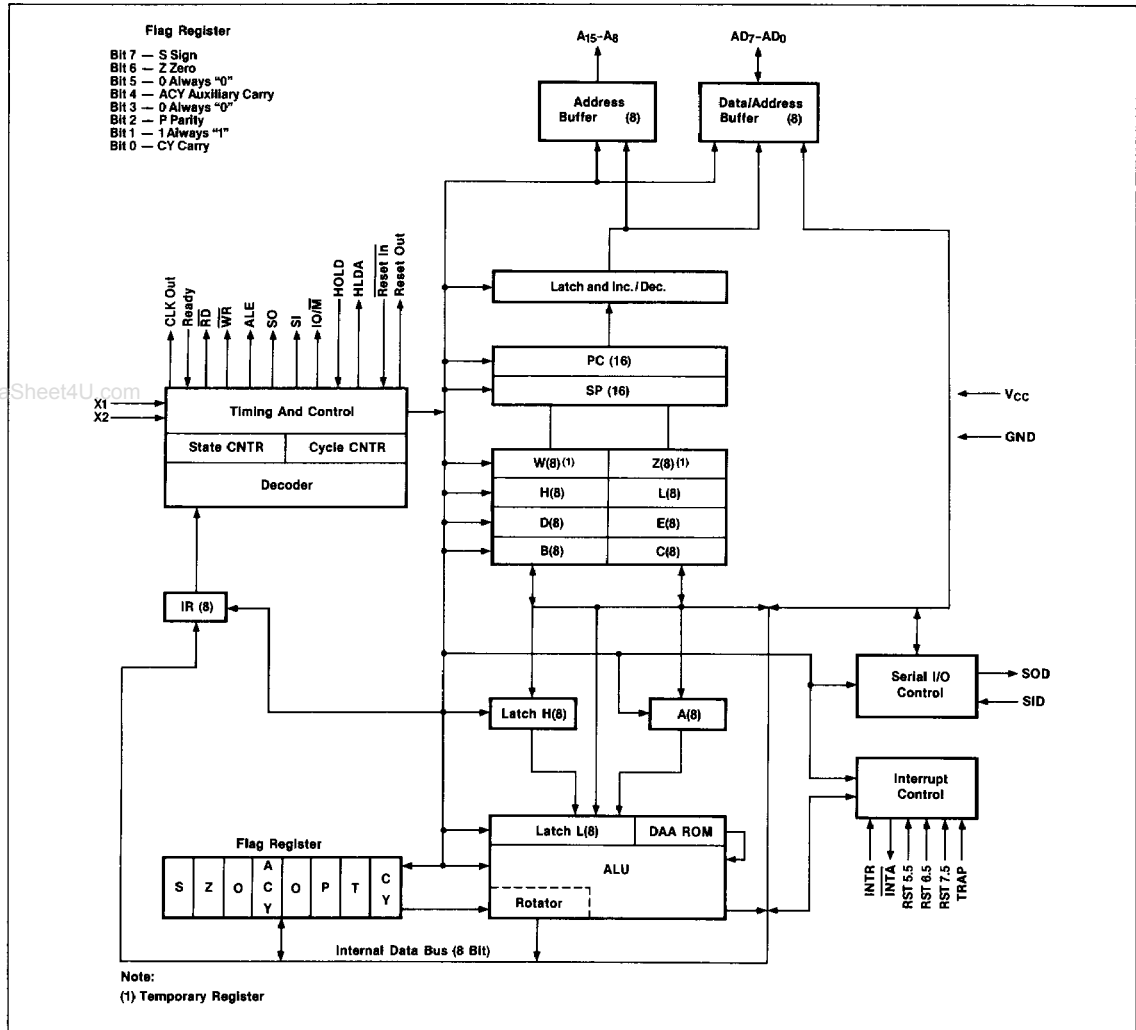 Flag Register
Bit 7 — S Sign
Bit 6 — Z Zero
Bit 5 — 0 Always "0"
Bit 4 — ACY Auxiliary Carry
Bit 3 — 0 Always "0"
Bit 2 — P Parity
Bit 1 — 1 Always "1"
Bit 0 — CY Carry
A15-A8
AD7-AD0
Address
Buffer (8)
Data/Address
Buffer (8)
CLK Out
Ready
R̅D̅
W̅R̅
ALE
SO
SI
IO/M̅
HOLD
HLDA
R̅e̅s̅e̅t̅ I̅n̅
Reset Out
Latch and Inc./Dec.
PC (16)
SP (16)
aSheet4U.com
X1
X2
Timing And Control
State CNTR
Cycle CNTR
Decoder
VCC
GND
W(8)(1)
Z(8)(1)
H(8)
L(8)
D(8)
E(8)
B(8)
C(8)
IR (8)
Serial I/O
Control
SOD
SID
Latch H(8)
A(8)
Interrupt
Control
INTR
I̅N̅T̅A̅
RST 5.5
RST 6.5
RST 7.5
TRAP
Latch L(8)
DAA ROM
ALU
Rotator
Flag Register
S Z O ACY O P T CY
Internal Data Bus (8 Bit)
Note:
(1) Temporary Register